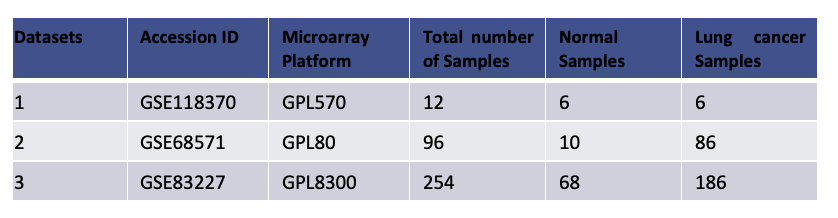 Datasets Accession ID Microarray Platform Total number of Samples Normal Samples Lung cancer Samples
1 GSE118370 GPL570 12 6 6
2 GSE68571 GPL80 96 10 86
3 GSE83227 GPL8300 254 68 186